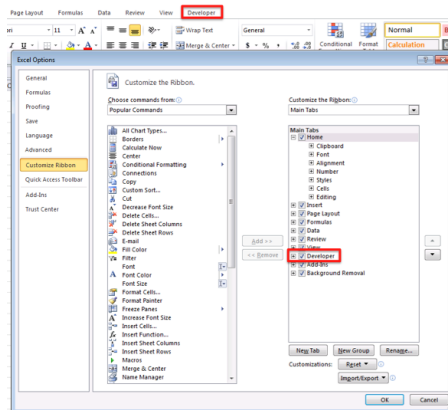 Page Layout Formulas Data Review View Developer
11 A A Wrap Text General Normal
U A Merge & Center $ % , Conditional Format Calculation
Excel Options
General
Formulas
Proofing
Save
Language
Advanced
Customize Ribbon
Quick Access Toolbar
Add-Ins
Trust Center
Customize the Ribbon.
Choose commands from:
Popular Commands
All Chart Types...
Borders
Calculate Now
Center
Conditional Formatting
Connections
Copy
Custom Sort...
Cut
Decrease Font Size
Delete Cells...
Delete Sheet Columns
Delete Sheet Rows
E-mail
Fill Color
Filter
Font
Font Color
Font Size
Format Cells...
Format Painter
Freeze Panes
Increase Font Size
Insert Cells...
Insert Function...
Insert Sheet Columns
Insert Sheet Rows
Macros
Merge & Center
Name Manager
Add >>
<< Remove
Customize the Ribbon:
Main Tabs
Main Tabs
Home
Clipboard
Font
Alignment
Number
Styles
Cells
Editing
Insert
Page Layout
Formulas
Data
Review
View
Developer
Add-Ins
Background Removal
New Tab New Group Rename...
Customizations: Reset
Import/Export
OK Cancel